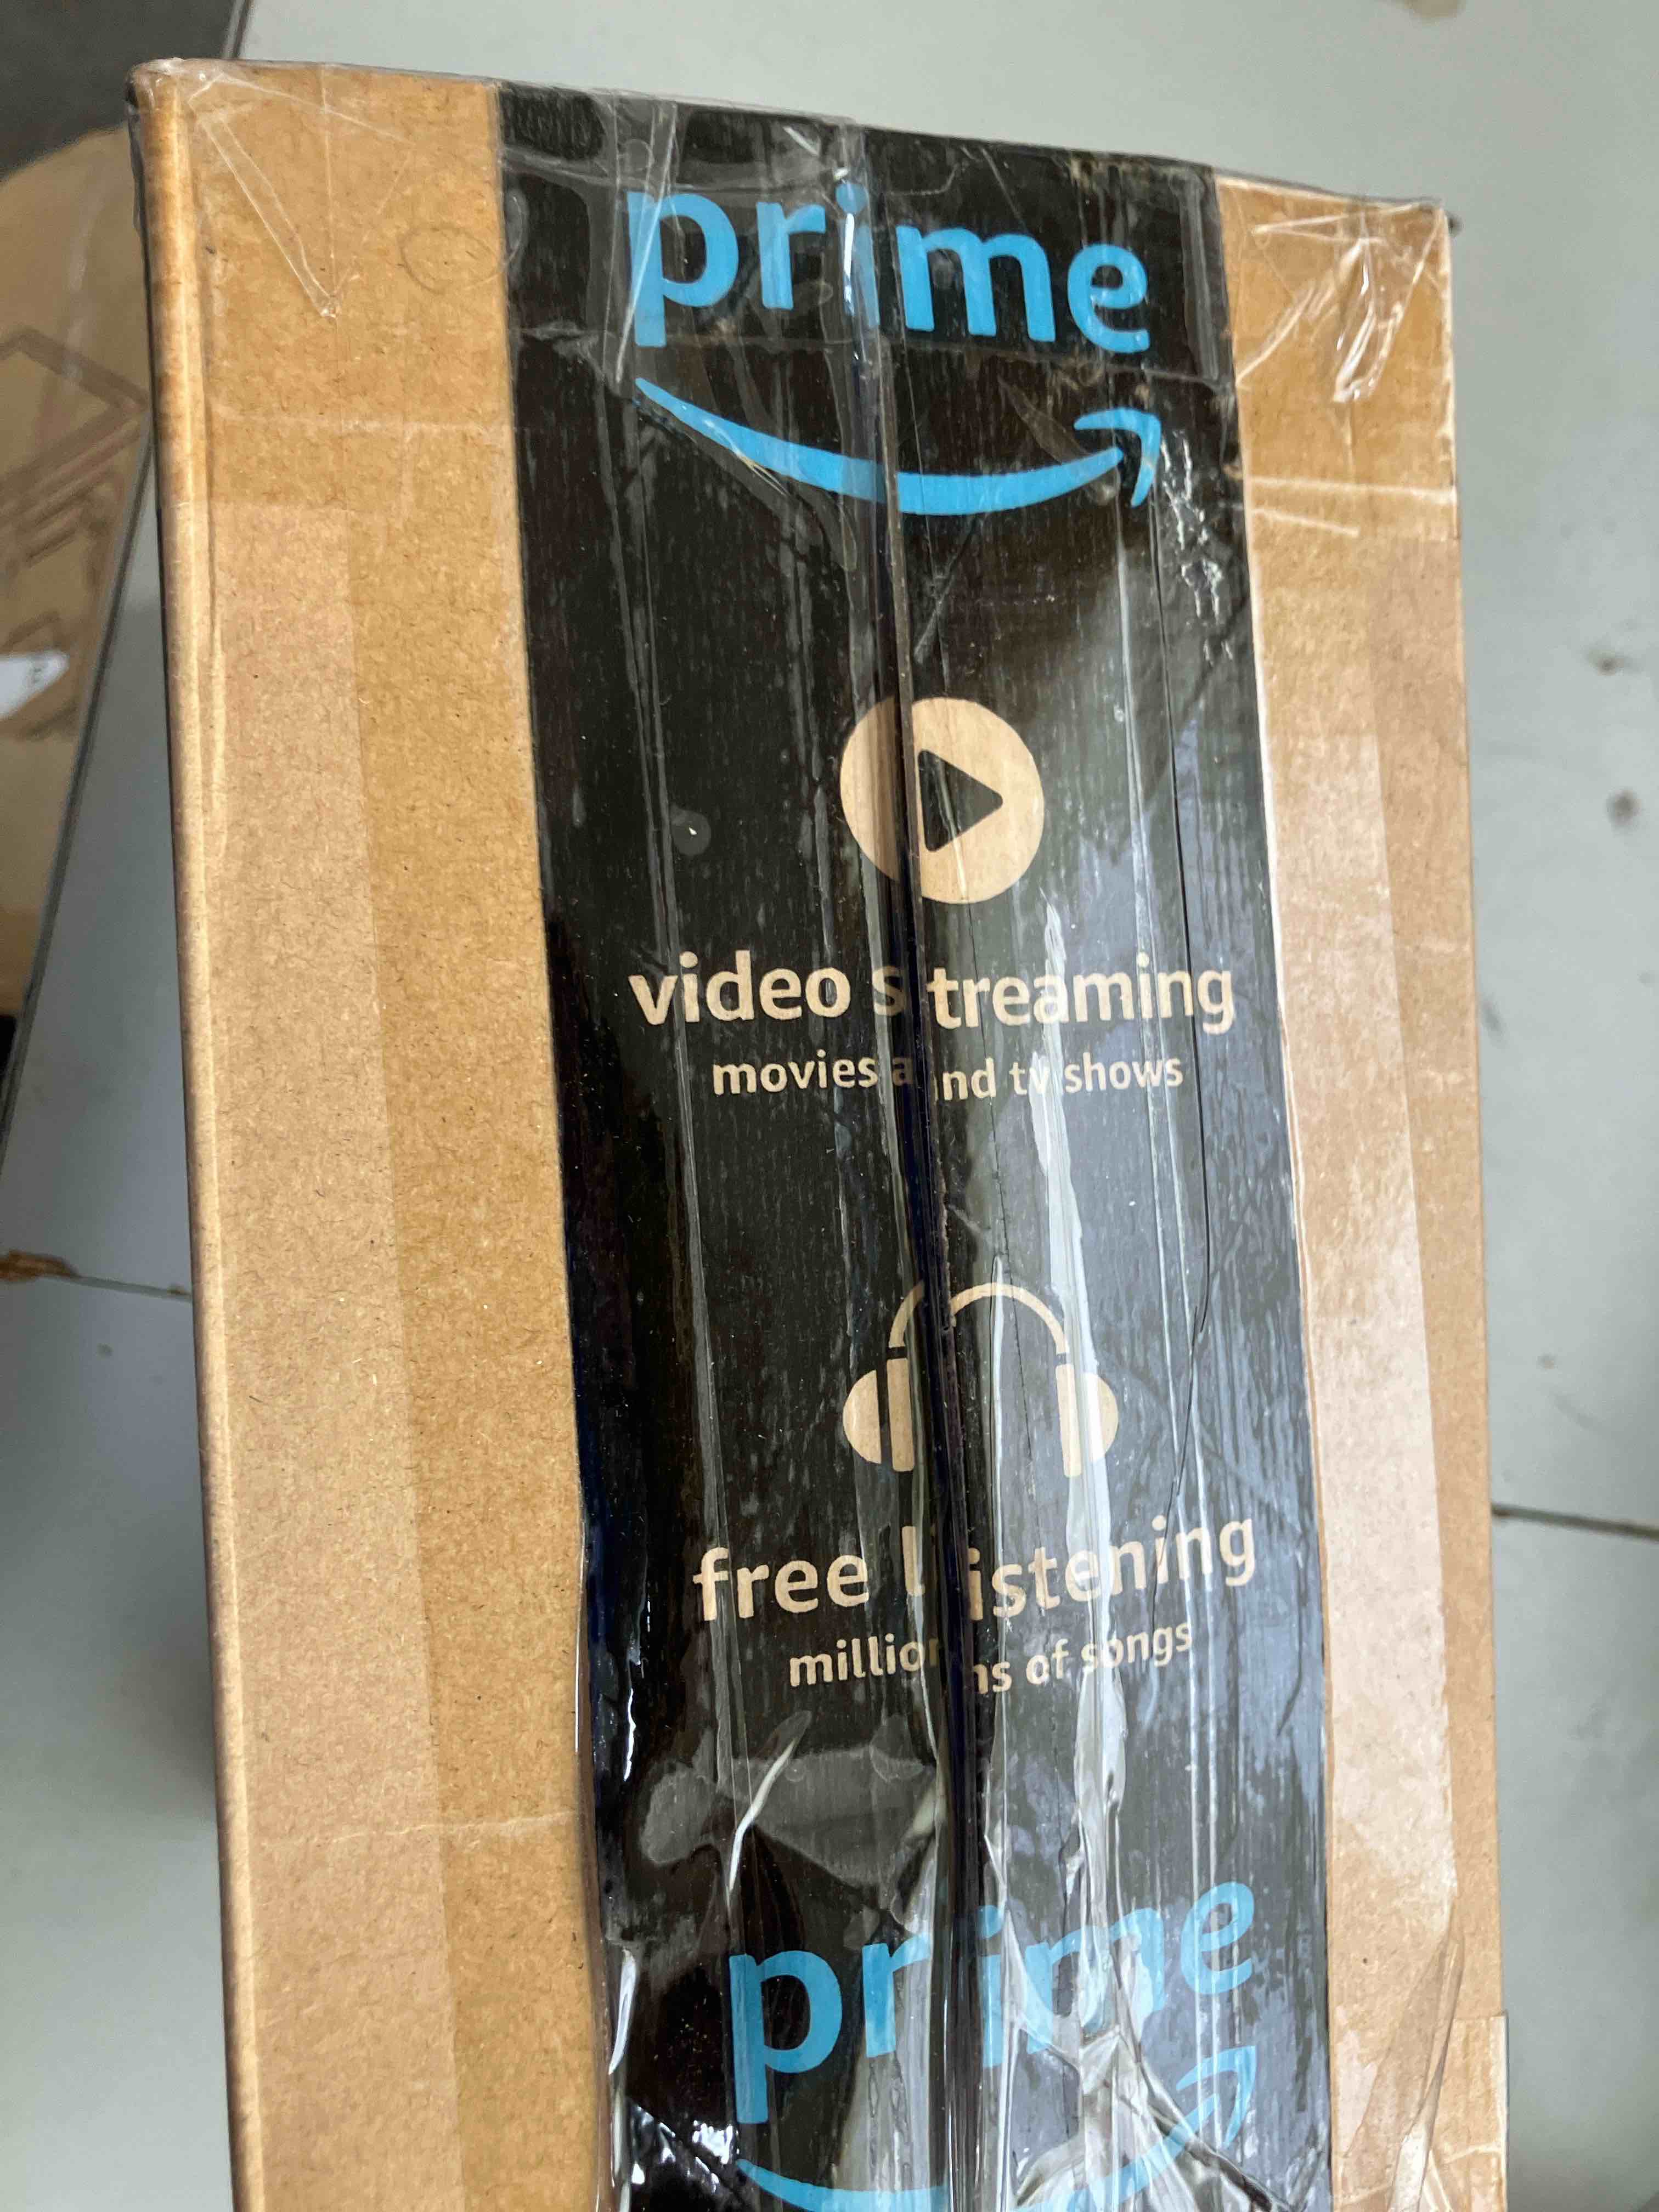 prime
video streaming
movies and tv shows
free listening
millions of songs
prime